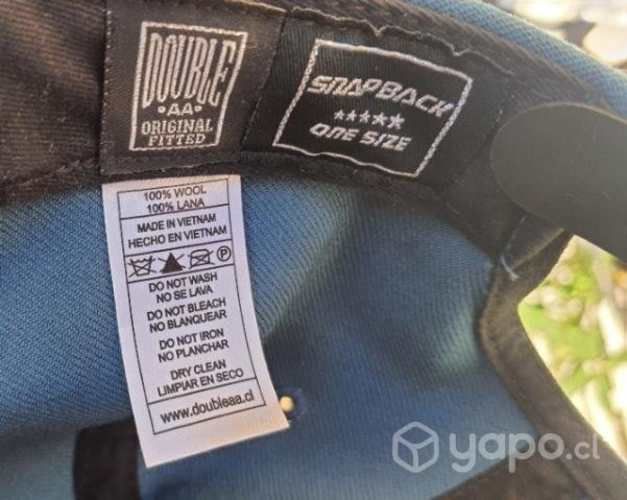 DOUBLE
·AA·
ORIGINAL
FITTED
SNAPBACK
★★★★★
ONE SIZE
100% WOOL
100% LANA
MADE IN VIETNAM
HECHO EN VIETNAM
P
DO NOT WASH
NO SE LAVA
DO NOT BLEACH
NO BLANQUEAR
DO NOT IRON
NO PLANCHAR
DRY CLEAN
LIMPIAR EN SECO
www.doubleaa.cl
yapo.cl